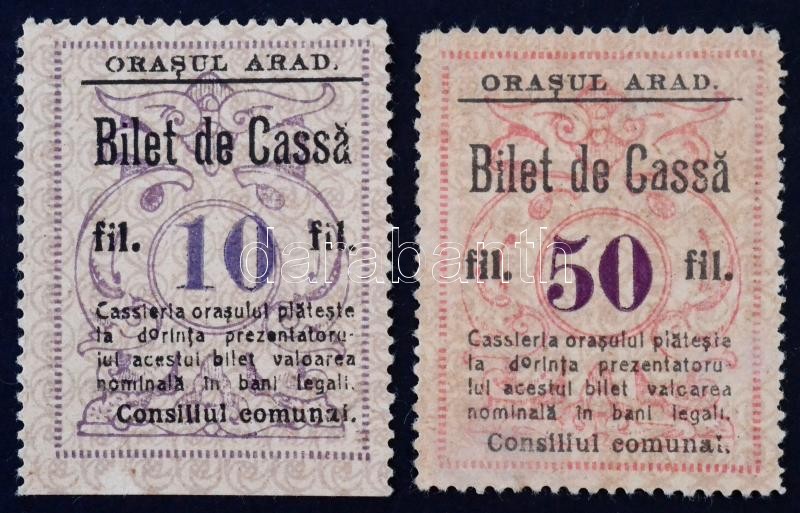 ORAŞUL ARAD.
Bilet de Cassă
fil. 10 fil.
Cassieria oraşului plăteşte
la dorinţa prezentatoru-
lui acestui bilet valoarea
nominală în bani legali.
Consiliul comunal.
ORAŞUL ARAD.
Bilet de Cassă
fil. 50 fil.
Cassieria oraşului plăteşte
la dorinţa prezentatoru-
lui acestui bilet valoarea
nominală în bani legali.
Consiliul comunal.
darabanth